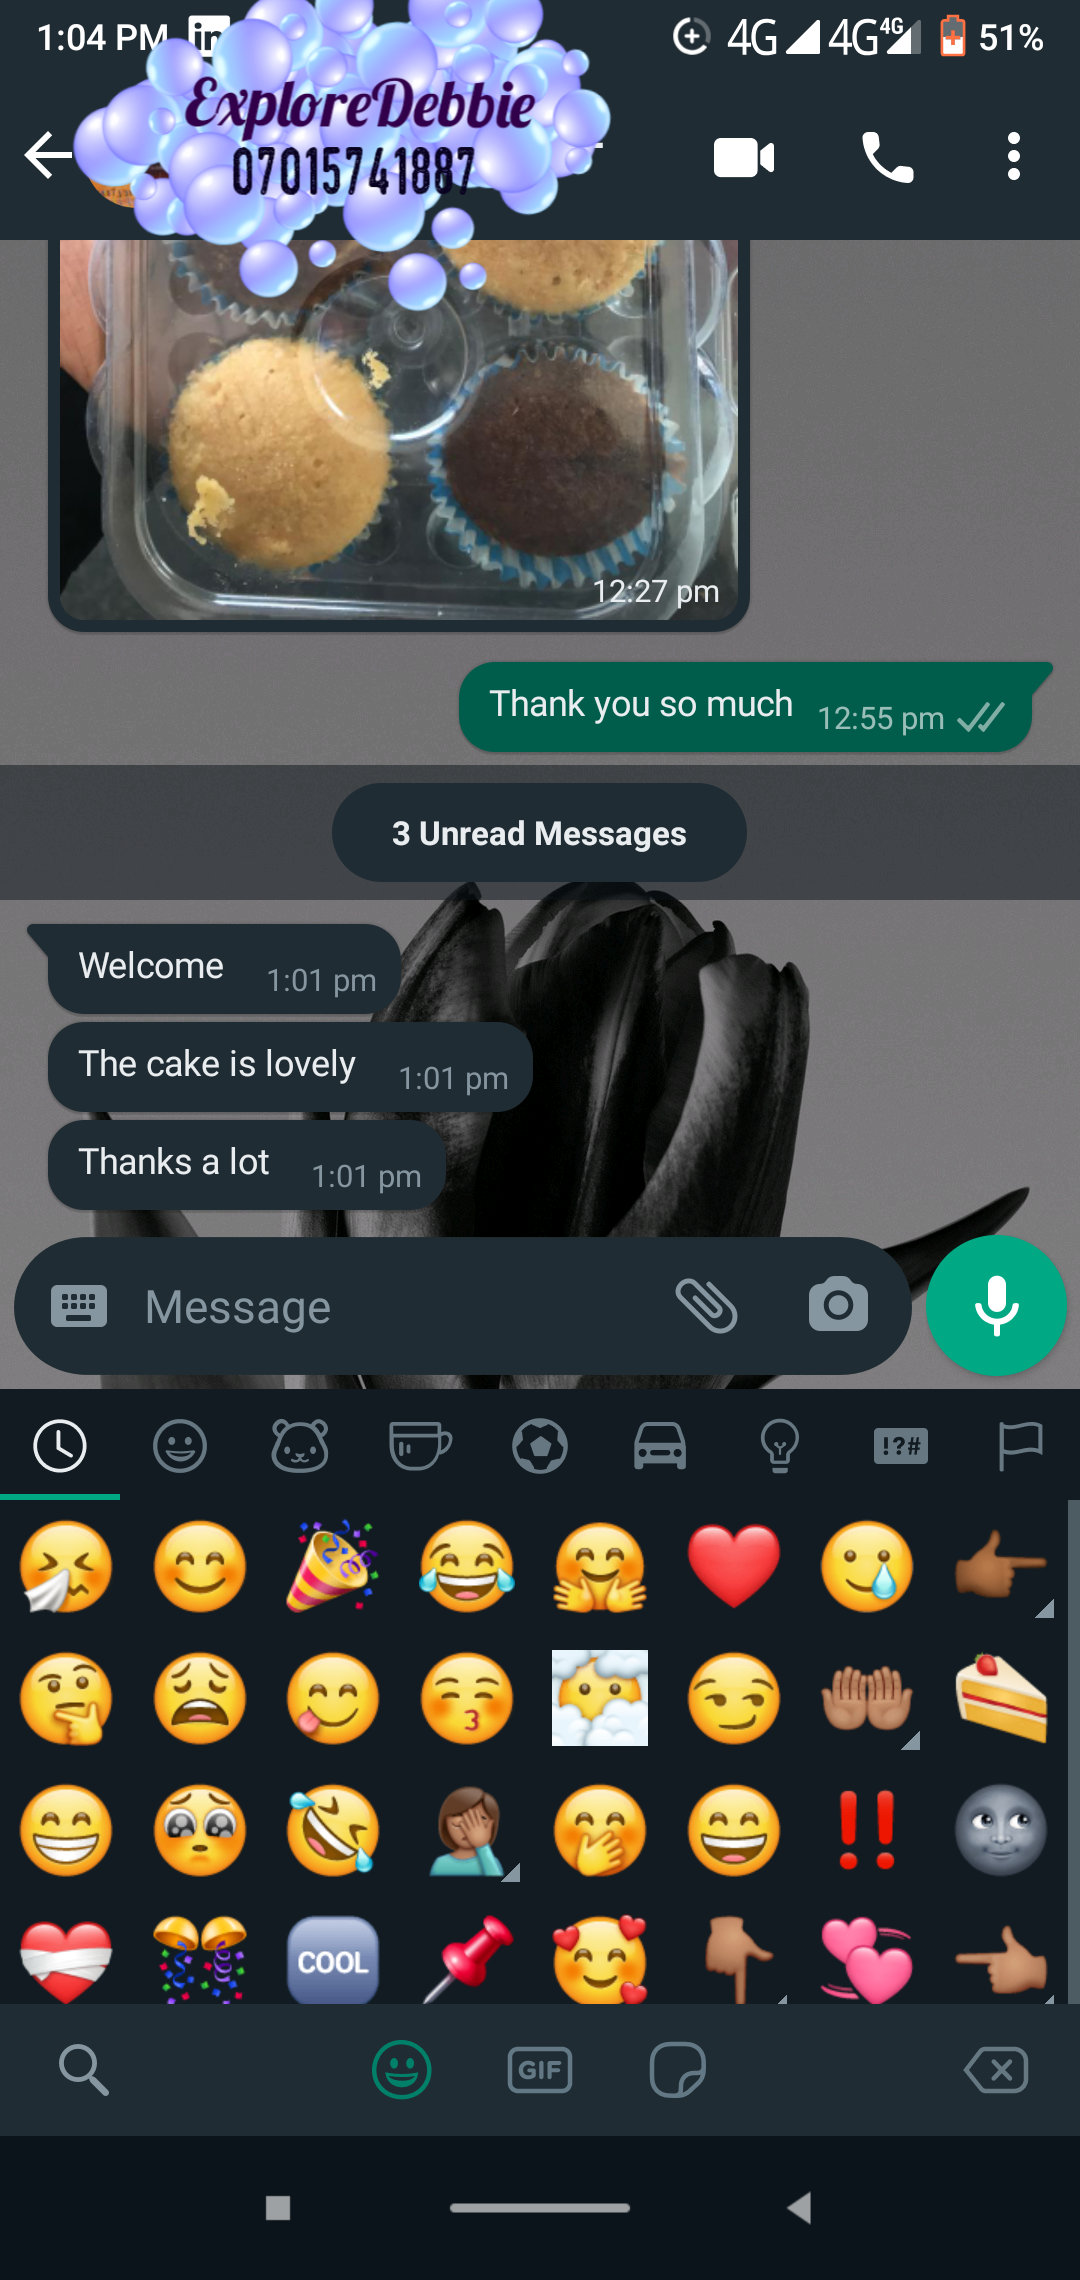 1:04 PM in 4G 4G 4G 51%
ExploreDebbie
07015741887
12:27 pm
Thank you so much 12:55 pm
3 Unread Messages
Welcome 1:01 pm
The cake is lovely 1:01 pm
Thanks a lot 1:01 pm
Message
!?#
COOL
GIF